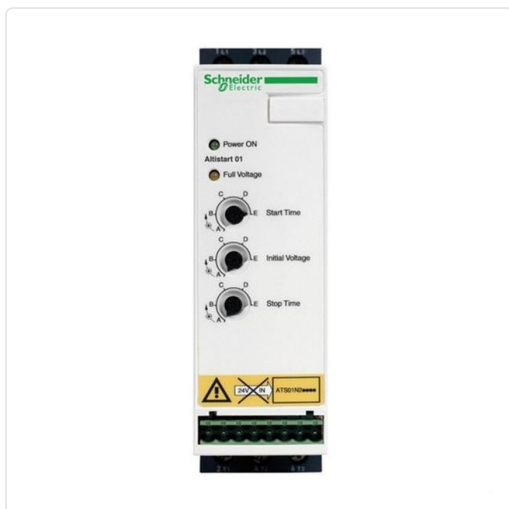 1 L1 3 L2 5 L3
Schneider
Electric
Power ON
Altistart 01
Full Voltage
C D
B E Start Time
A
C D
B E Initial Voltage
A
C D
B E Stop Time
A
24V IN ATS01N2●●●●
2 T1 4 T2 6 T3